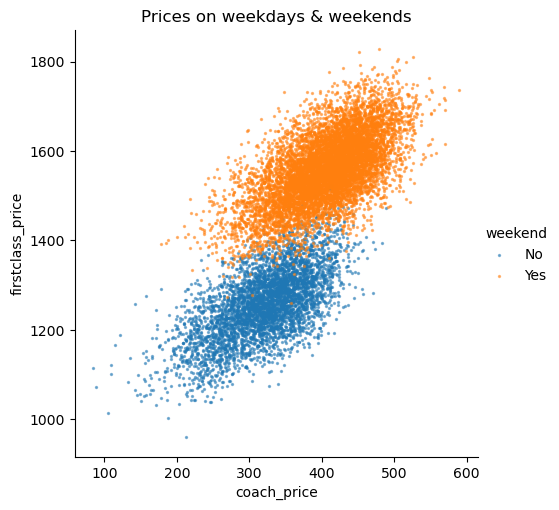 Prices on weekdays & weekends
1800
1600
1400
1200
1000
firstclass_price
100 200 300 400 500 600
coach_price
weekend
No
Yes